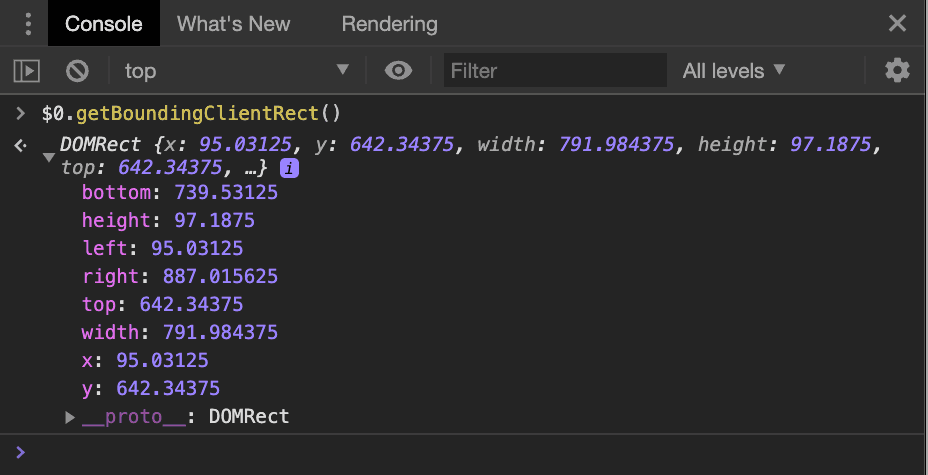 Console What's New Rendering
top Filter All levels
> $0.getBoundingClientRect()
DOMRect {x: 95.03125, y: 642.34375, width: 791.984375, height: 97.1875,
top: 642.34375, …} i
bottom: 739.53125
height: 97.1875
left: 95.03125
right: 887.015625
top: 642.34375
width: 791.984375
x: 95.03125
y: 642.34375
__proto__: DOMRect
>